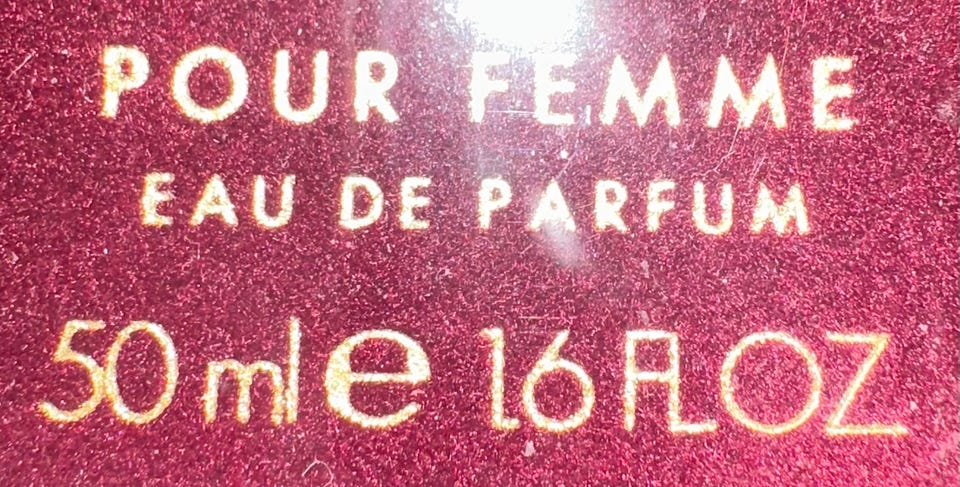 POUR FEMME
EAU DE PARFUM
50 ml e 1.6 FL OZ